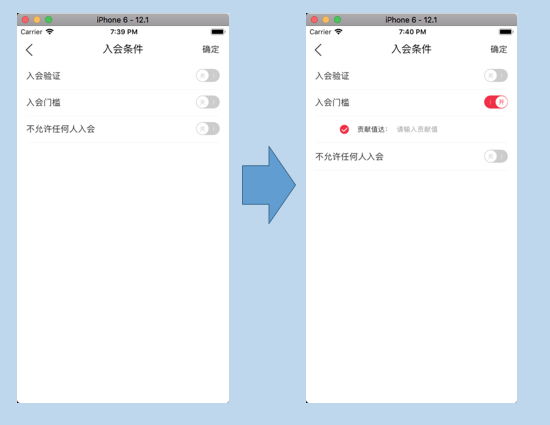 iPhone 6 - 12.1
Carrier
7:39 PM
入会条件
确定
入会验证
关
入会门槛
关
不允许任何人入会
关
iPhone 6 - 12.1
Carrier
7:40 PM
入会条件
确定
入会验证
关
入会门槛
开
贡献值达：
请输入贡献值
不允许任何人入会
关